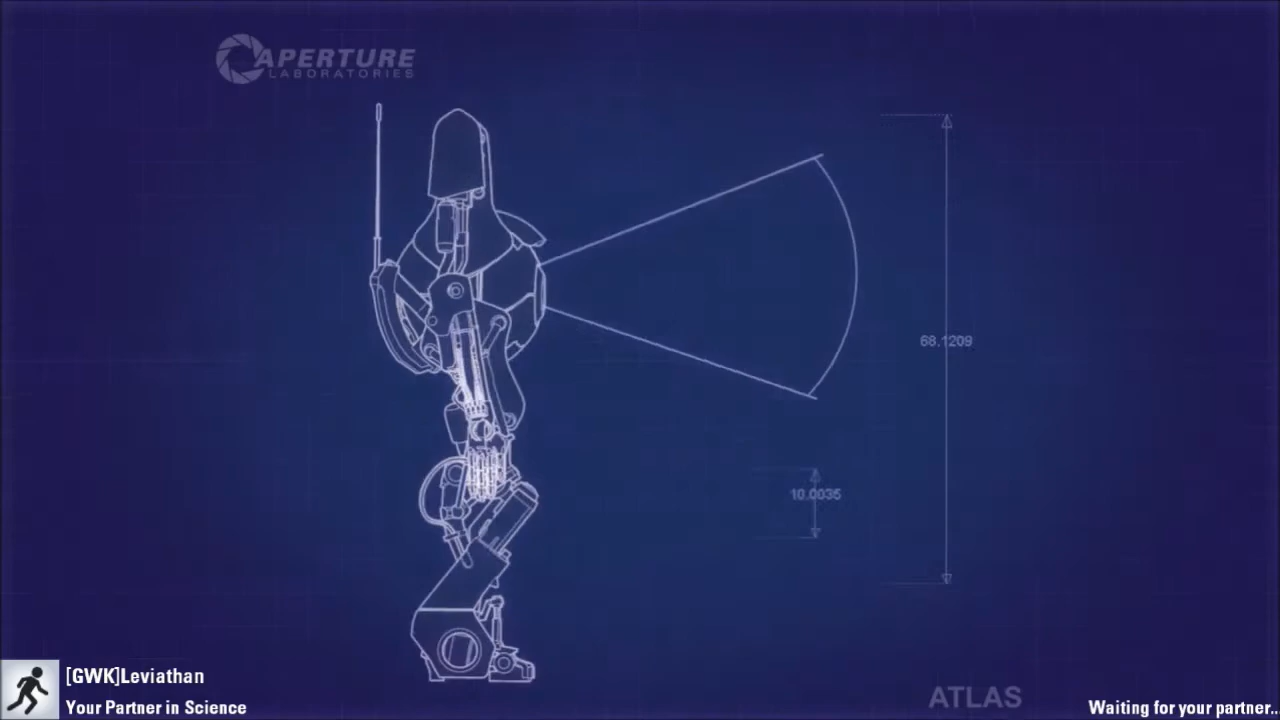 APERTURE
LABORATORIES
68.1209
10.0035
[GWK]Leviathan
Your Partner in Science
ATLAS
Waiting for your partner..